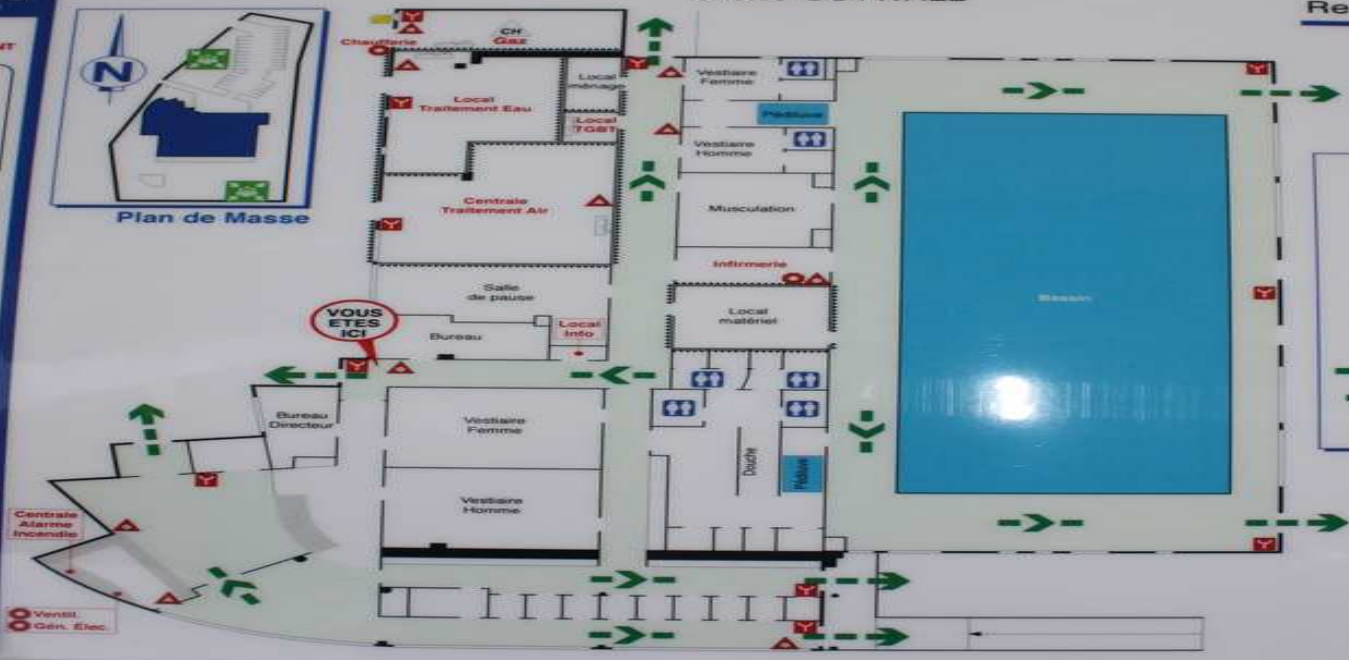 Re
NT
N
Plan de Masse
Chaufferie
CH
Gaz
Local
Traitement Eau
Local
ménage
Local
TGBT
Vestiaire
Femme
Pédiluve
Vestiaire
Homme
Centrale
Traitement Air
Musculation
Infirmerie
Salle
de pause
Local
matériel
Bassin
VOUS
ETES
ICI
Bureau
Local
Info
Bureau
Directeur
Vestiaire
Femme
Douche
Pédiluve
Vestiaire
Homme
Centrale
Alarme
Incendie
Ventil.
Gén. Elec.